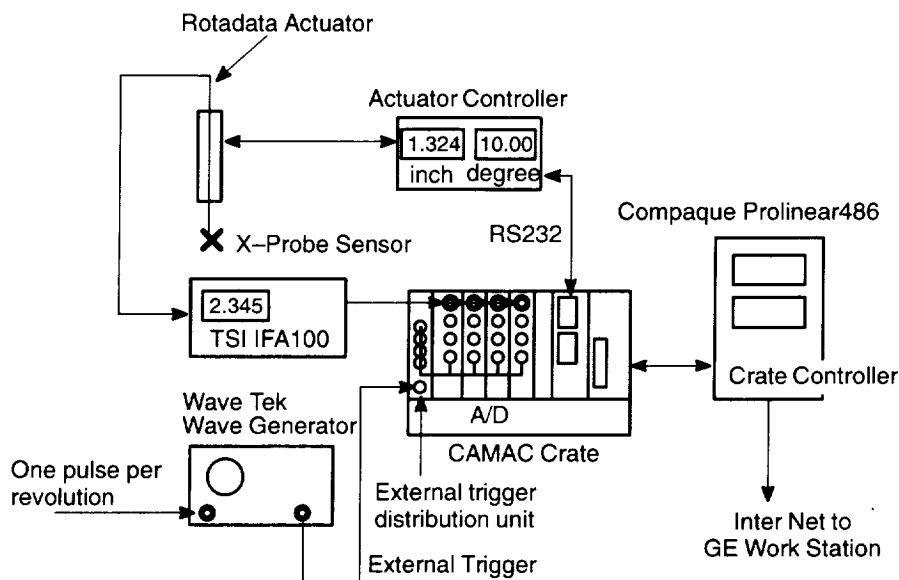 Rotadata Actuator
Actuator Controller
1.324 10.00
inch degree
X–Probe Sensor
RS232
Compaque Prolinear486
2.345
TSI IFA100
Crate Controller
Wave Tek
Wave Generator
A/D
CAMAC Crate
One pulse per
revolution
External trigger
distribution unit
Inter Net to
GE Work Station
External Trigger